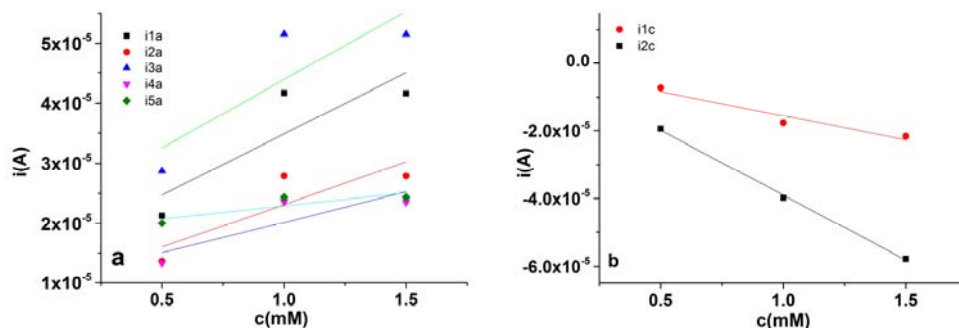 i1a
i2a
i3a
i4a
i5a
5x10⁻⁵
4x10⁻⁵
3x10⁻⁵
2x10⁻⁵
1x10⁻⁵
i(A)
a
0.5 1.0 1.5
c(mM)
i1c
i2c
0.0
-2.0x10⁻⁵
-4.0x10⁻⁵
-6.0x10⁻⁵
i(A)
b
0.5 1.0 1.5
c(mM)